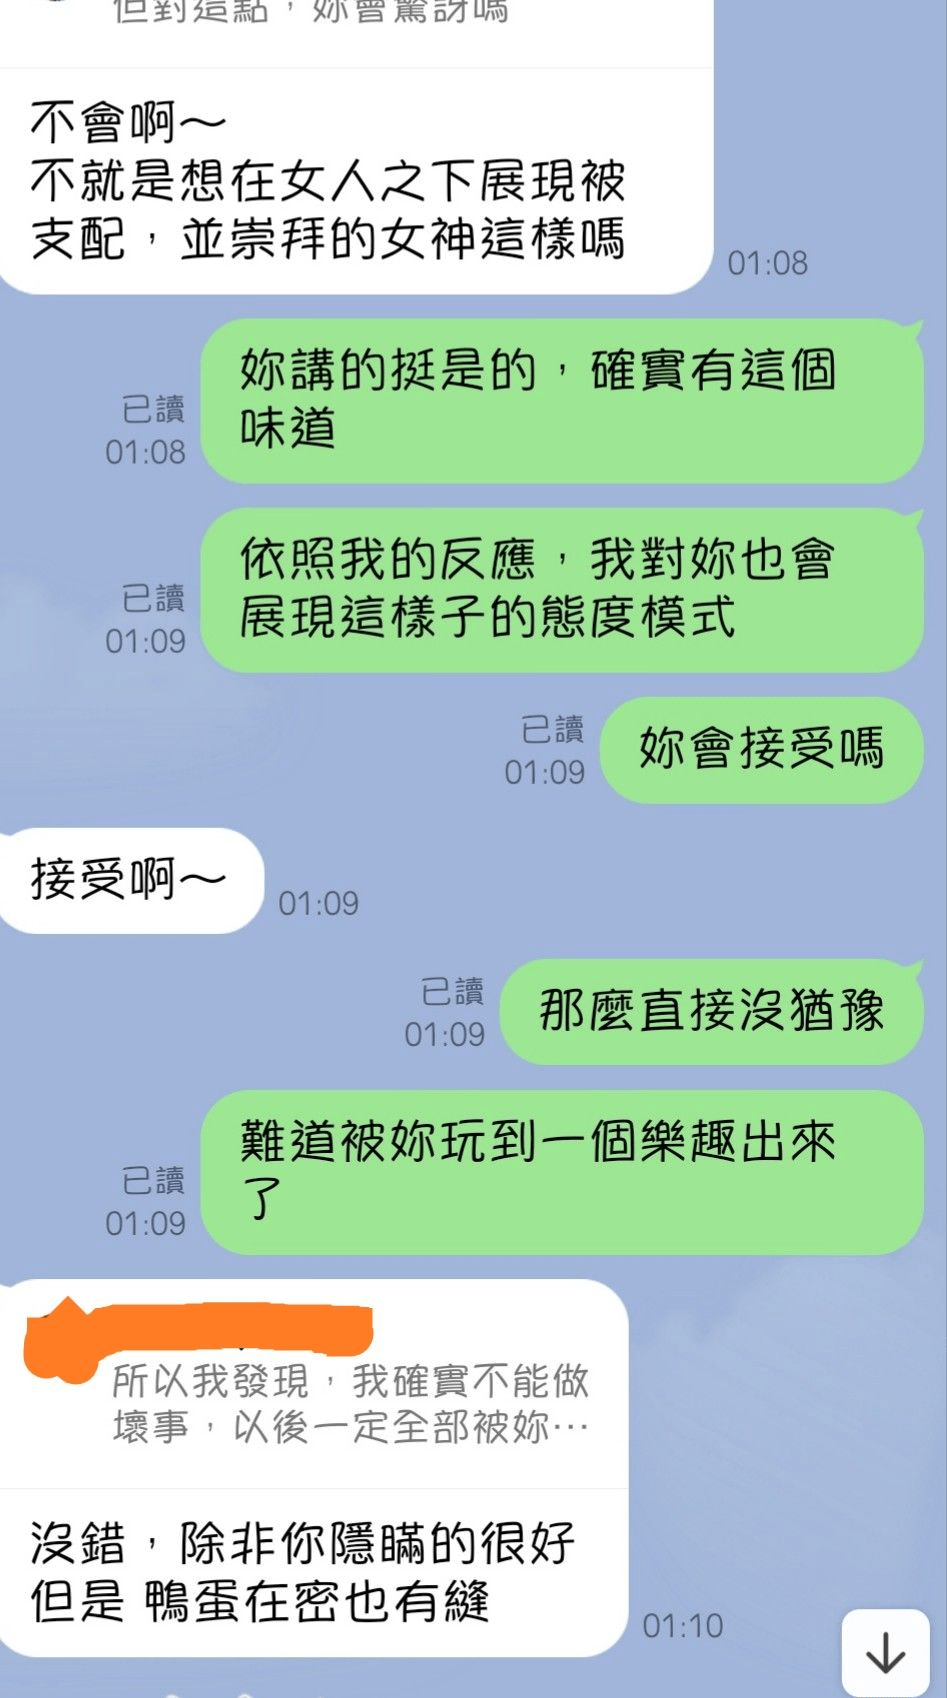 但對這點，妳會驚訝嗎
不會啊～
不就是想在女人之下展現被
支配，並崇拜的女神這樣嗎
01:08
妳講的挺是的，確實有這個
味道
已讀
01:08
依照我的反應，我對妳也會
展現這樣子的態度模式
已讀
01:09
妳會接受嗎
已讀
01:09
接受啊～
01:09
那麼直接沒猶豫
已讀
01:09
難道被妳玩到一個樂趣出來
了
已讀
01:09
所以我發現，我確實不能做
壞事，以後一定全部被妳…
沒錯，除非你隱瞞的很好
但是 鴨蛋在密也有縫
01:10